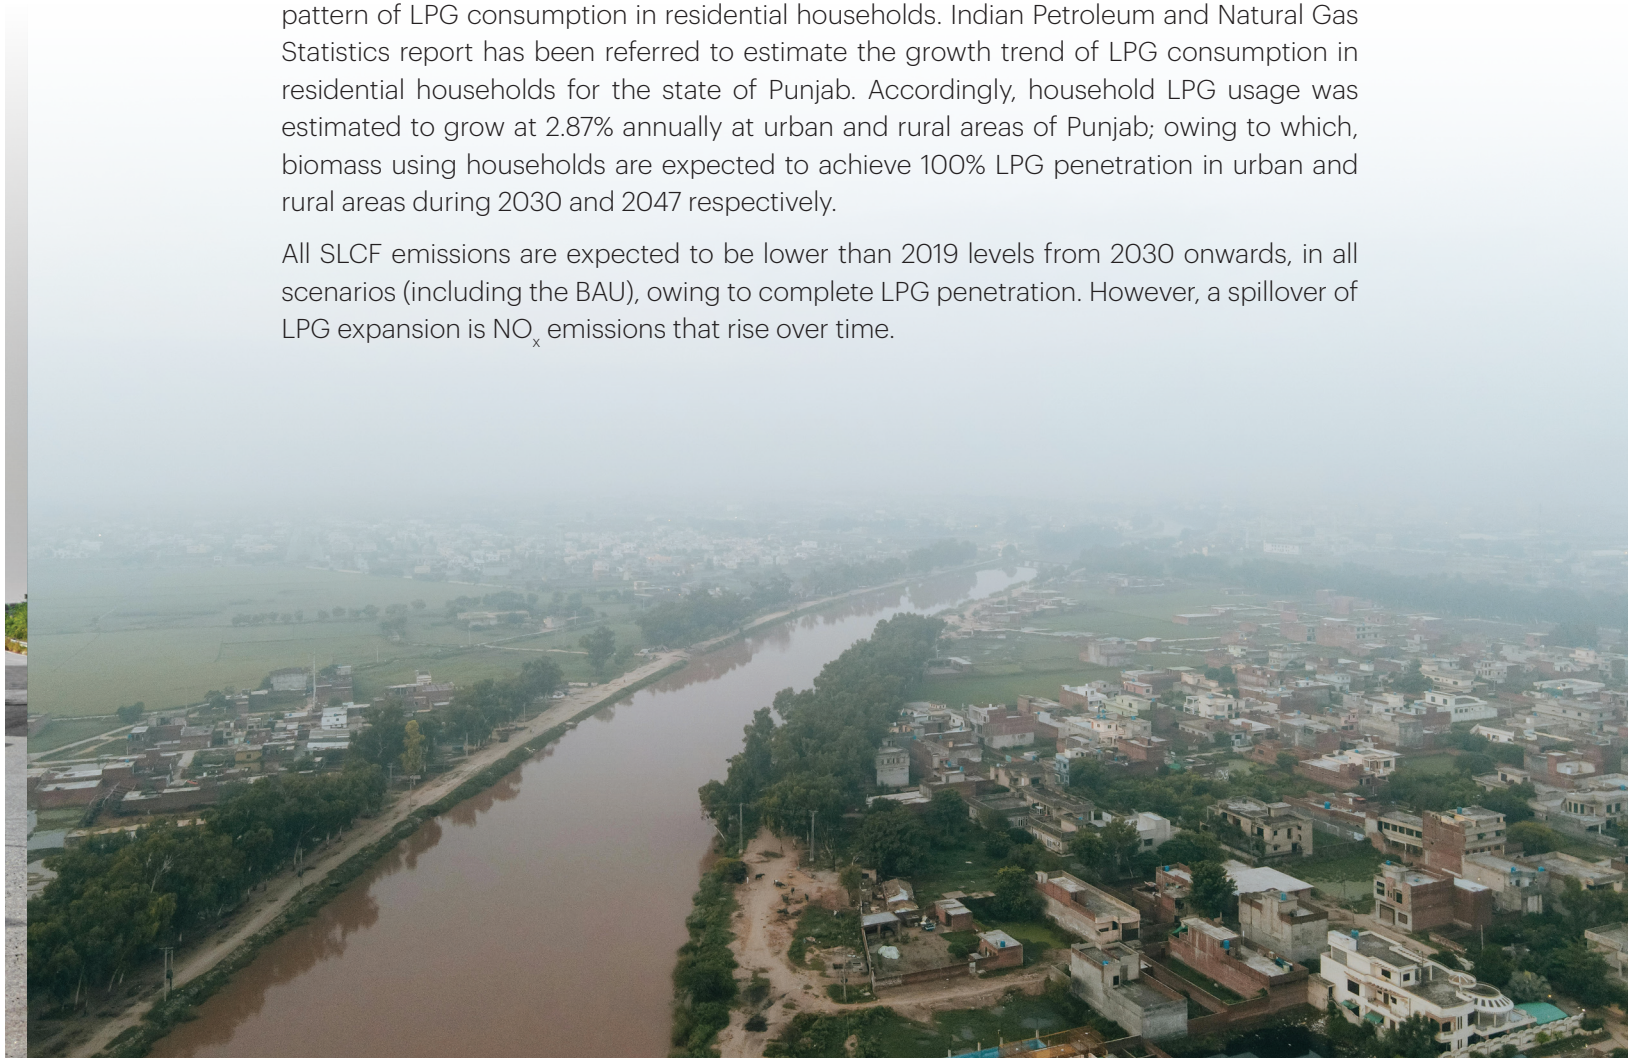 pattern of LPG consumption in residential households. Indian Petroleum and Natural Gas
Statistics report has been referred to estimate the growth trend of LPG consumption in
residential households for the state of Punjab. Accordingly, household LPG usage was
estimated to grow at 2.87% annually at urban and rural areas of Punjab; owing to which,
biomass using households are expected to achieve 100% LPG penetration in urban and
rural areas during 2030 and 2047 respectively.
All SLCF emissions are expected to be lower than 2019 levels from 2030 onwards, in all
scenarios (including the BAU), owing to complete LPG penetration. However, a spillover of
LPG expansion is NOx emissions that rise over time.